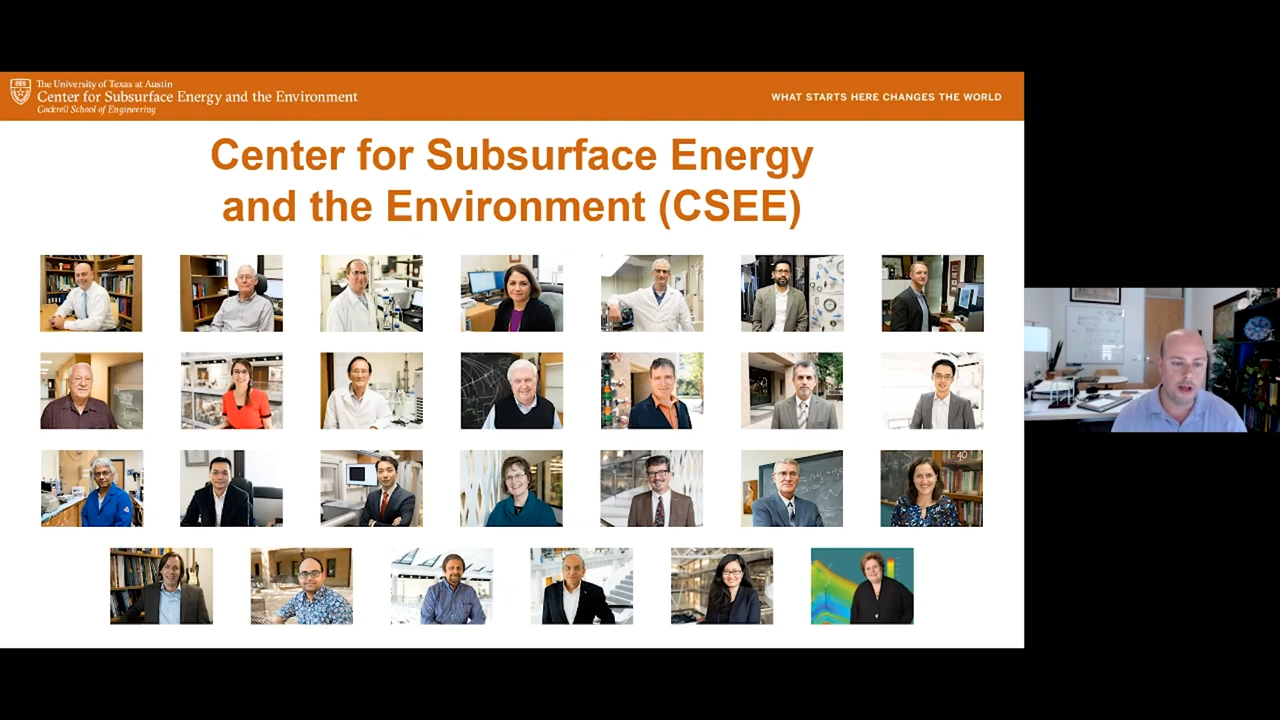 The University of Texas at Austin
Center for Subsurface Energy and the Environment
Cockrell School of Engineering
WHAT STARTS HERE CHANGES THE WORLD
Center for Subsurface Energy
and the Environment (CSEE)
40